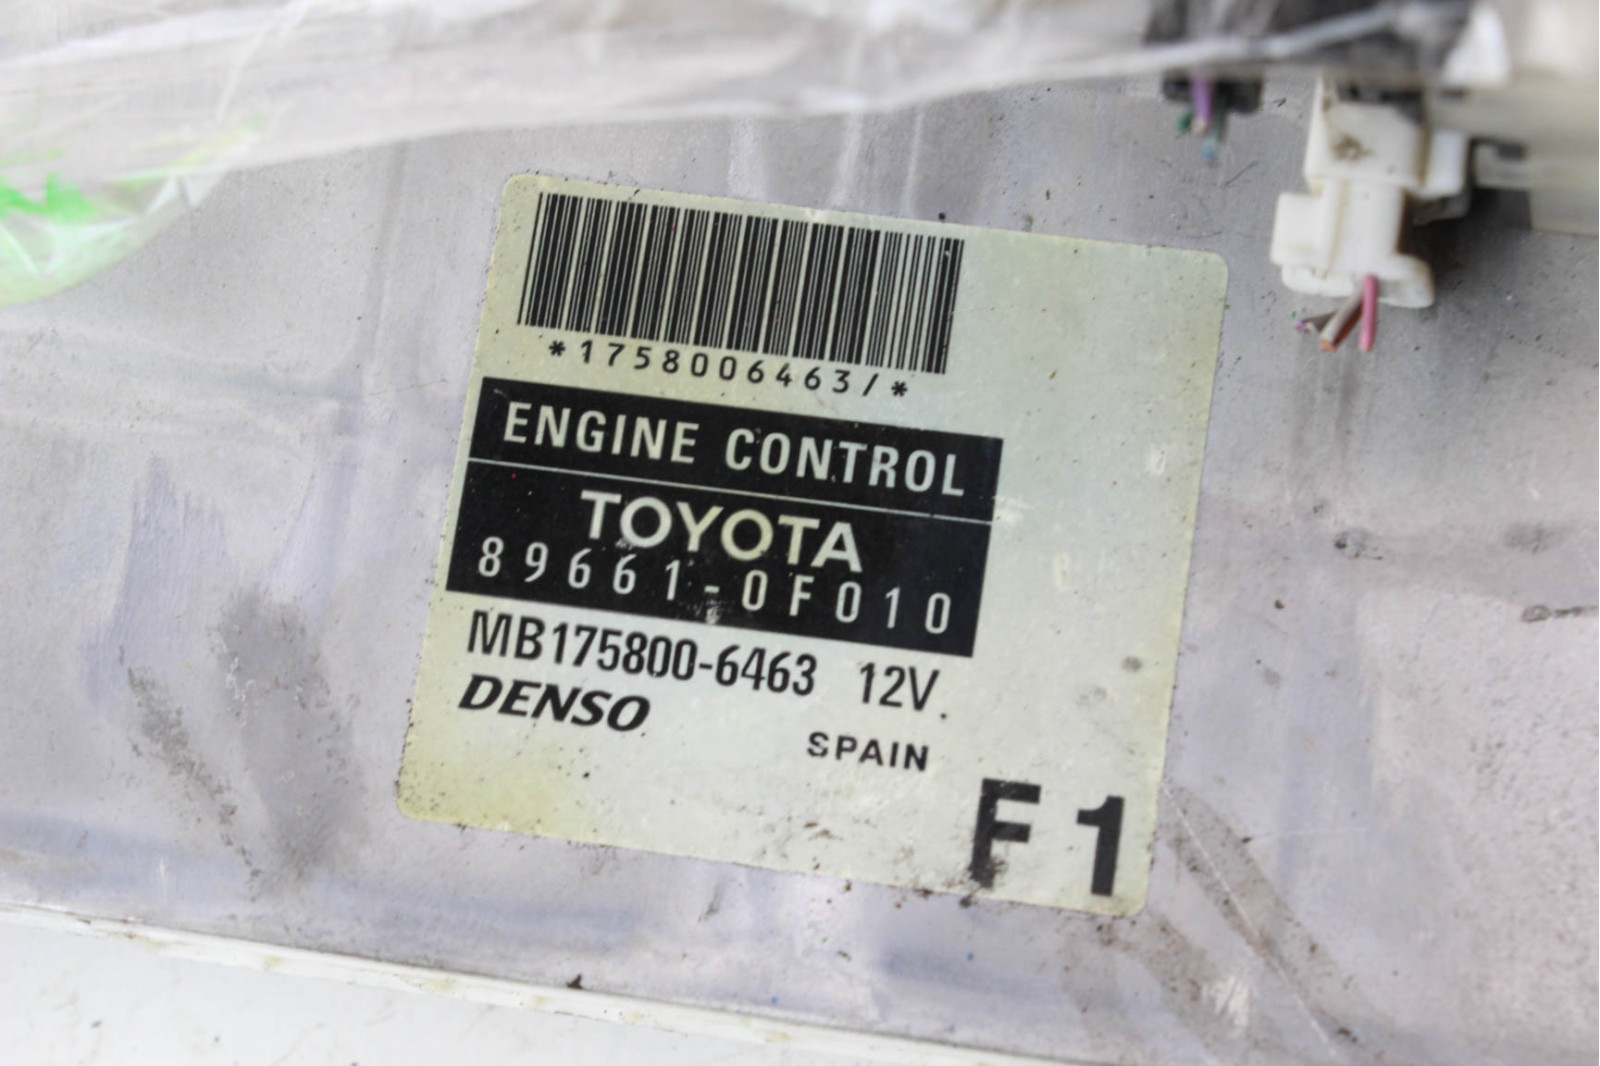 *1758006463/*
ENGINE CONTROL
TOYOTA
89661-0F010
MB175800-6463 12V.
DENSO
SPAIN
F1